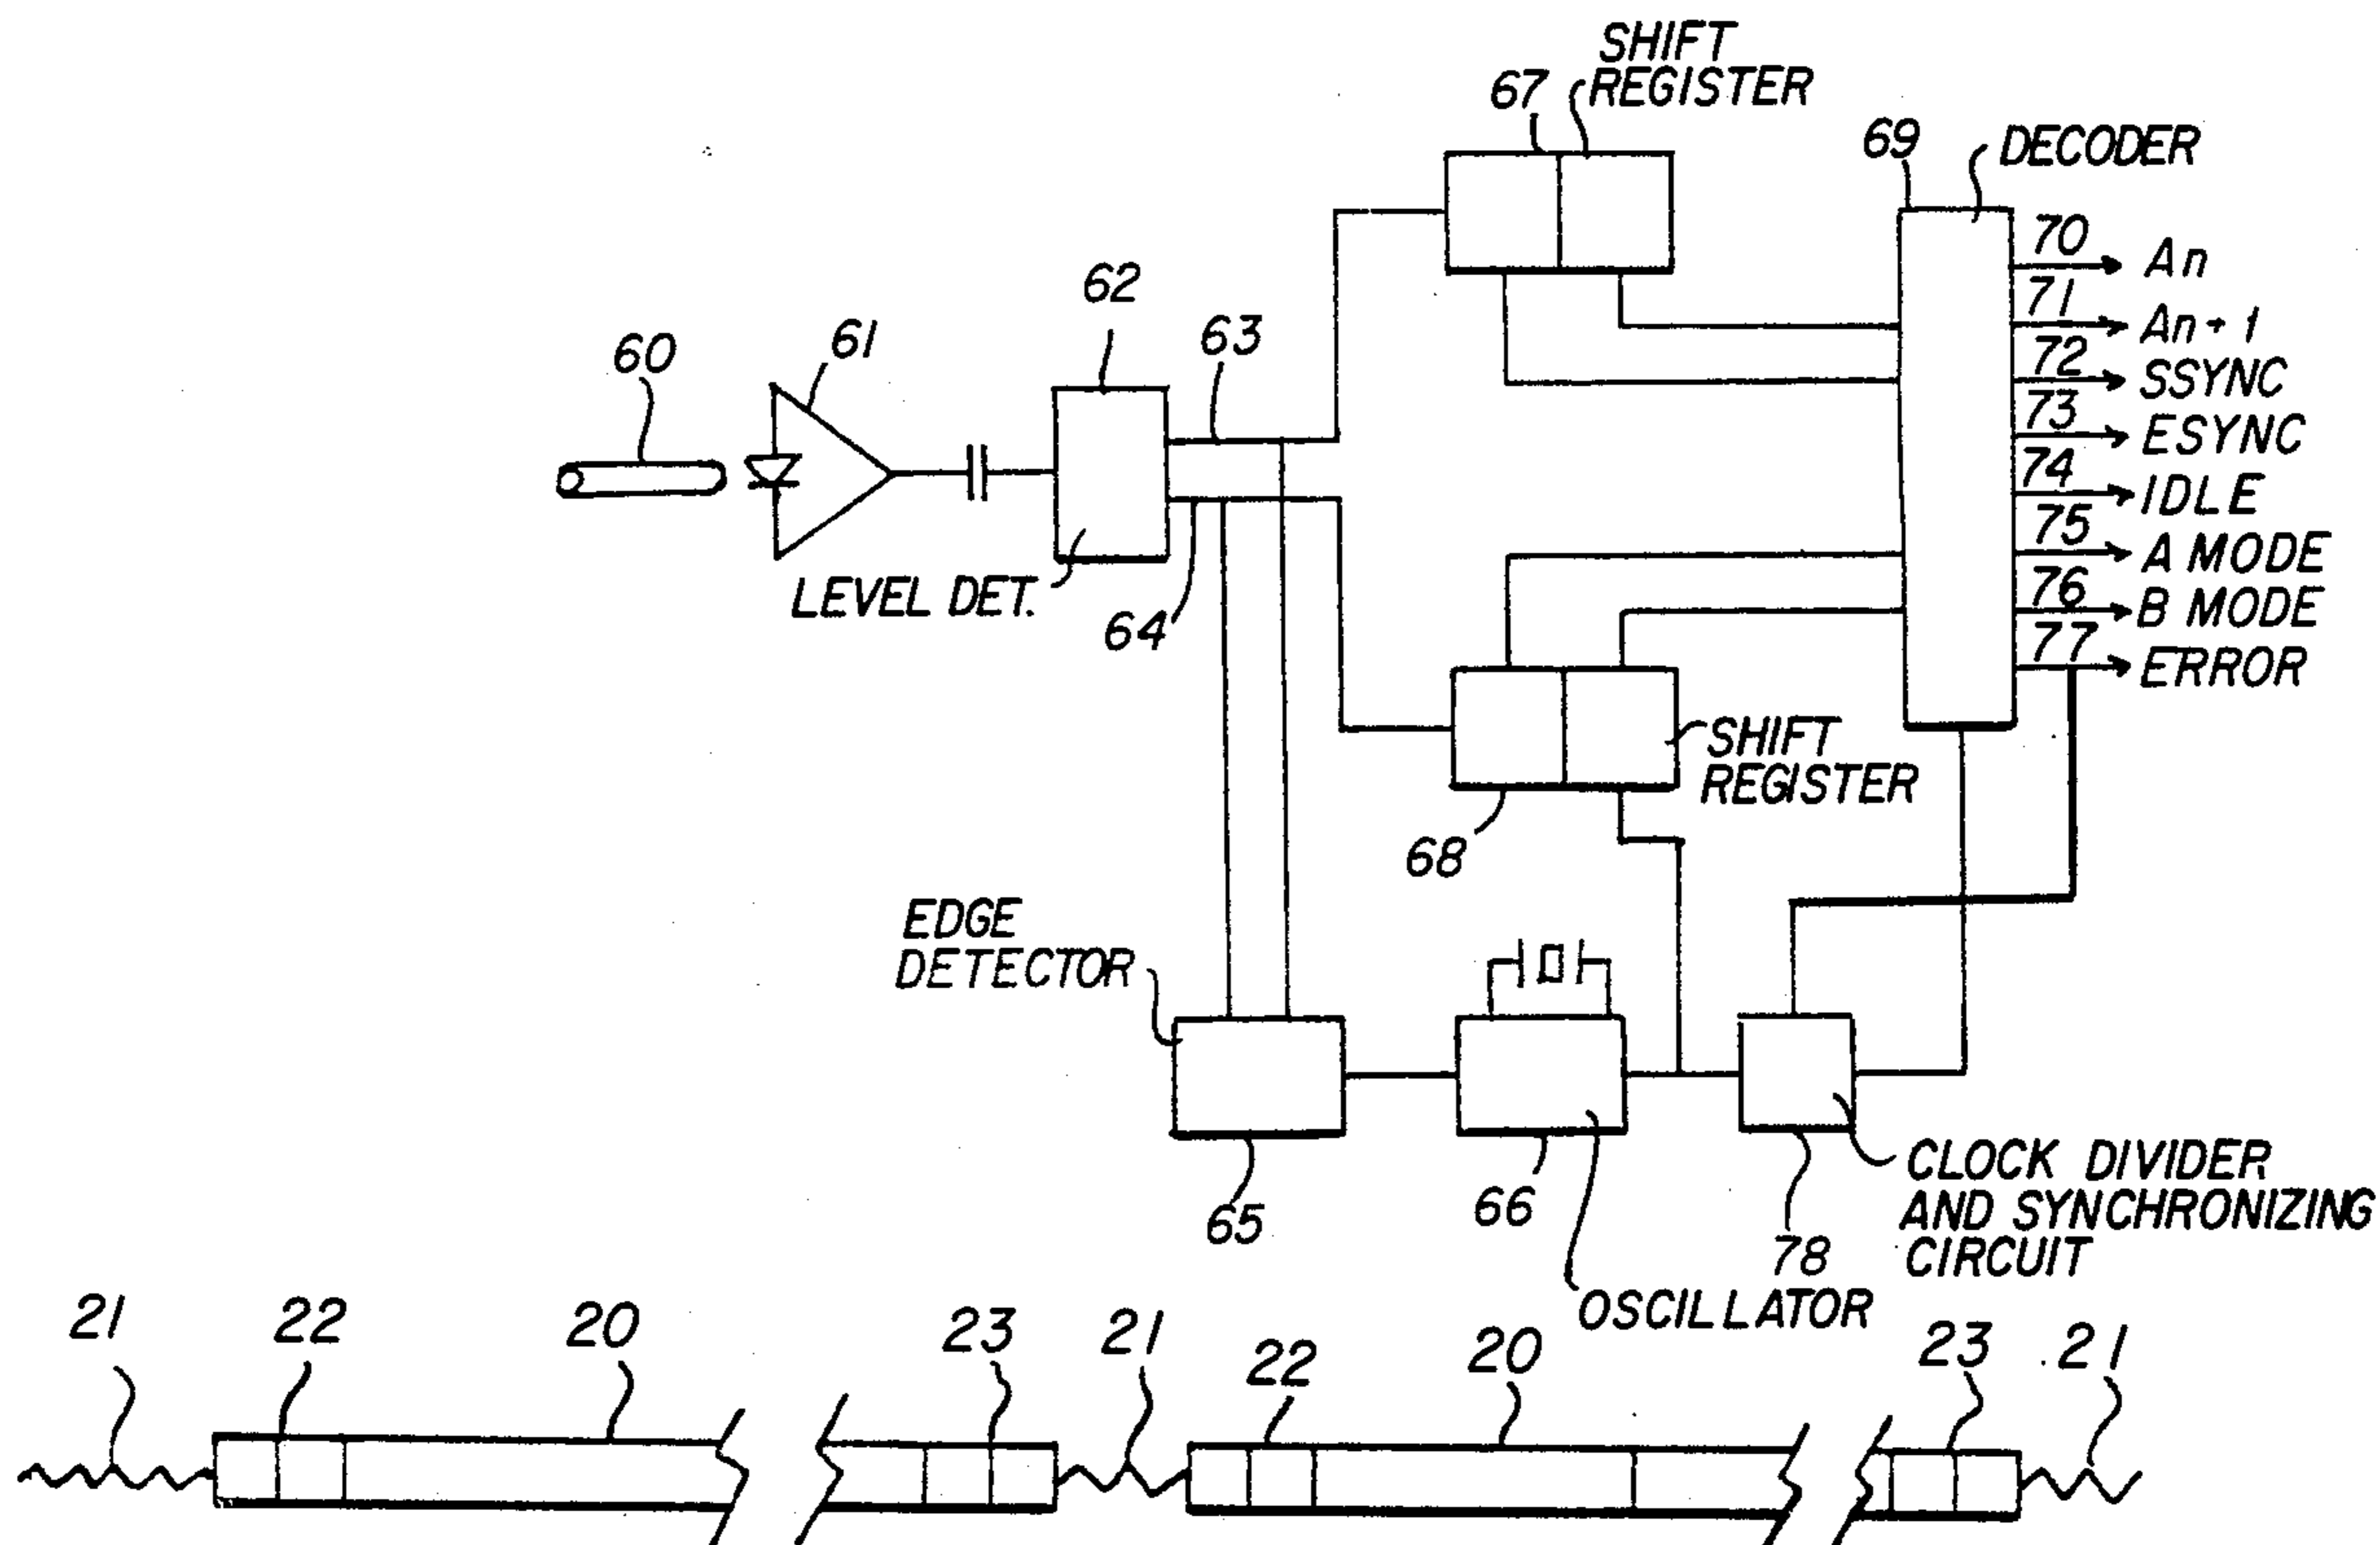 SHIFT
67 REGISTER
69 DECODER
70 An
62
71 An+1
60 61 63
72 SSYNC
73 ESYNC
74 IDLE
75 A MODE
LEVEL DET.
64
76 B MODE
77 ERROR
SHIFT
REGISTER
68
EDGE
DETECTOR
65
66
CLOCK DIVIDER
AND SYNCHRONIZING
78 CIRCUIT
OSCILLATOR
21 22 20 23 21 22 20 23 21